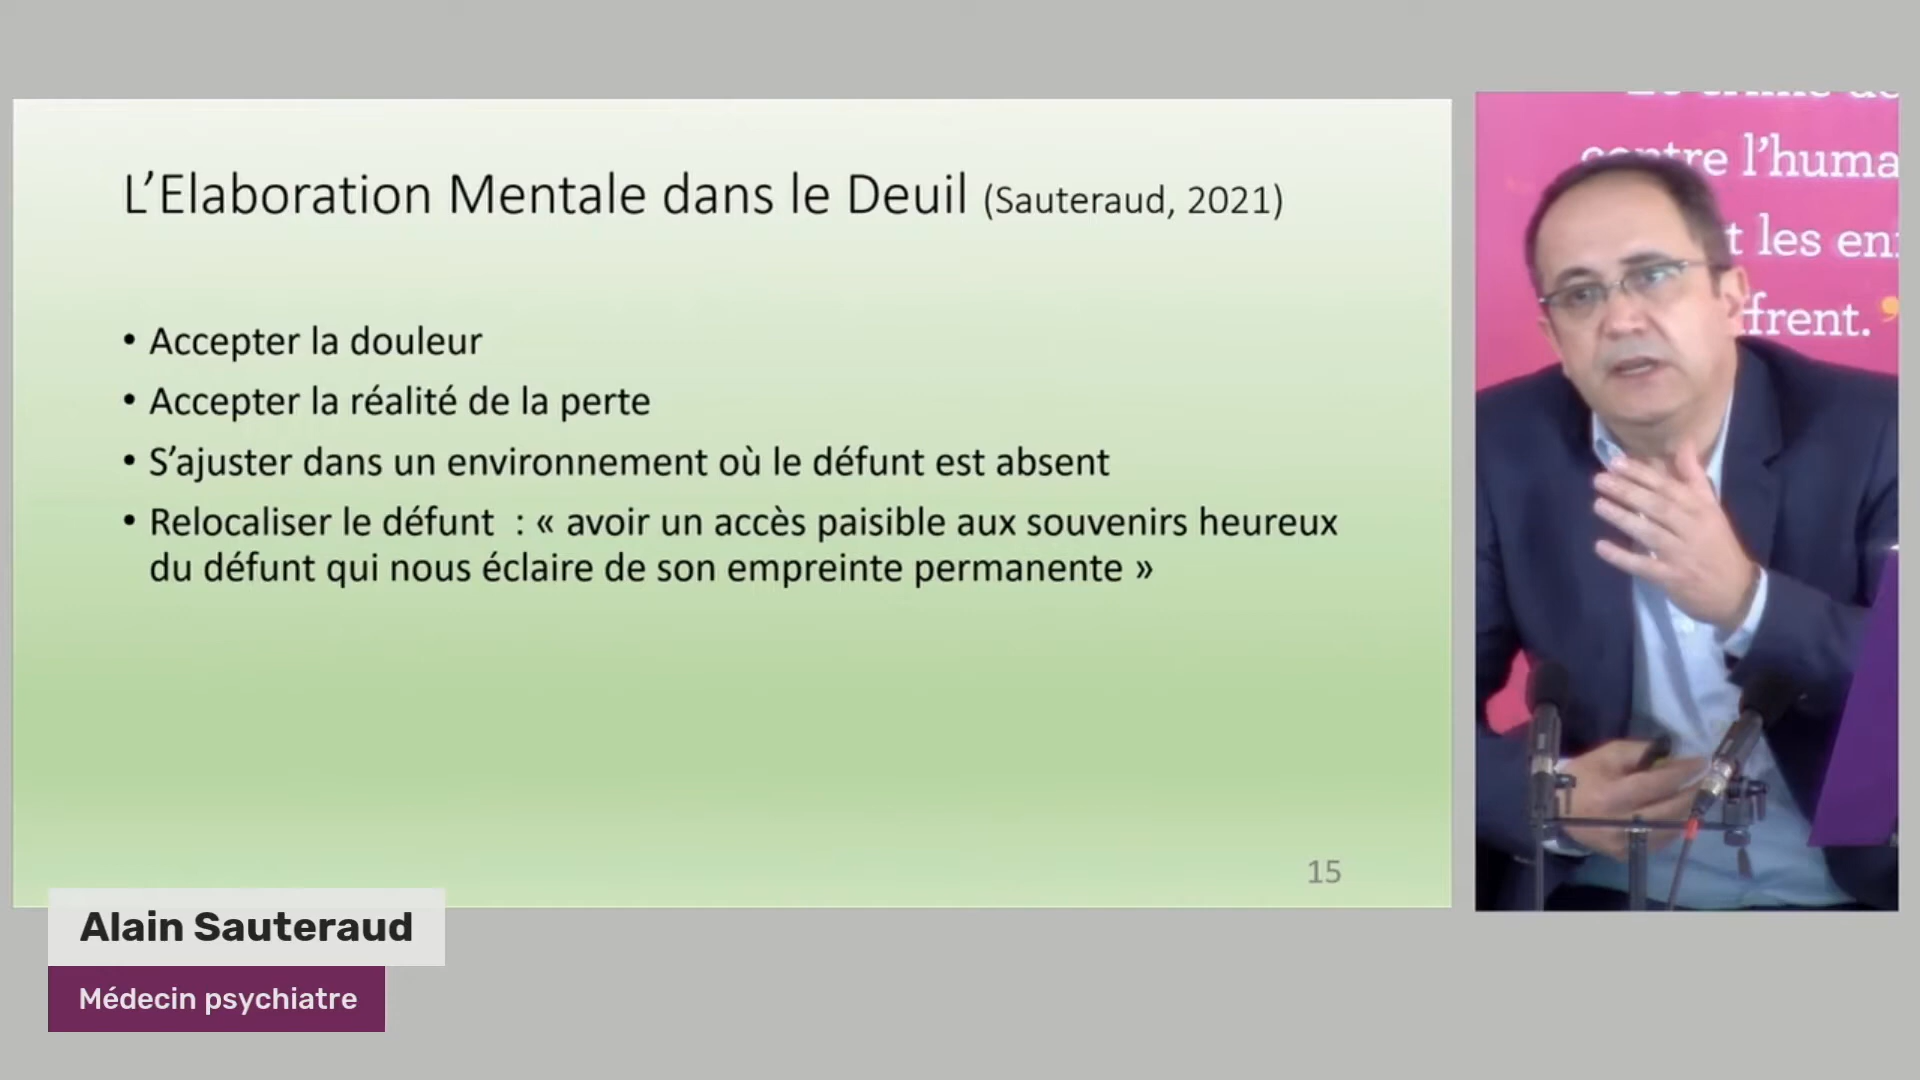 L'Elaboration Mentale dans le Deuil (Sauteraud, 2021)
• Accepter la douleur
• Accepter la réalité de la perte
• S'ajuster dans un environnement où le défunt est absent
• Relocaliser le défunt : « avoir un accès paisible aux souvenirs heureux
du défunt qui nous éclaire de son empreinte permanente »
15
contre l'huma
t les en
ffrent.
Alain Sauteraud
Médecin psychiatre